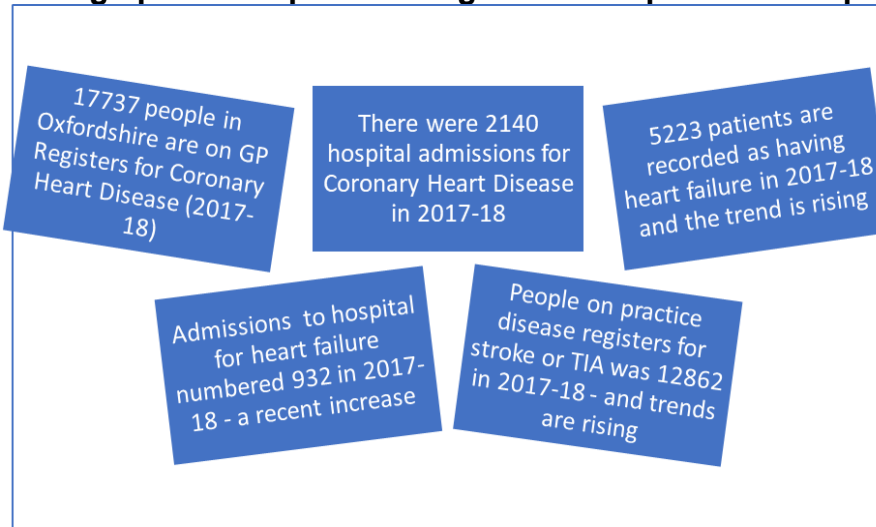 17737 people in
Oxfordshire are on GP
Registers for Coronary
Heart Disease (2017-
18)
There were 2140
hospital admissions for
Coronary Heart Disease
in 2017-18
5223 patients are
recorded as having
heart failure in 2017-18
and the trend is rising
Admissions to hospital
for heart failure
numbered 932 in 2017-
18 - a recent increase
People on practice
disease registers for
stroke or TIA was 12862
in 2017-18 - and trends
are rising